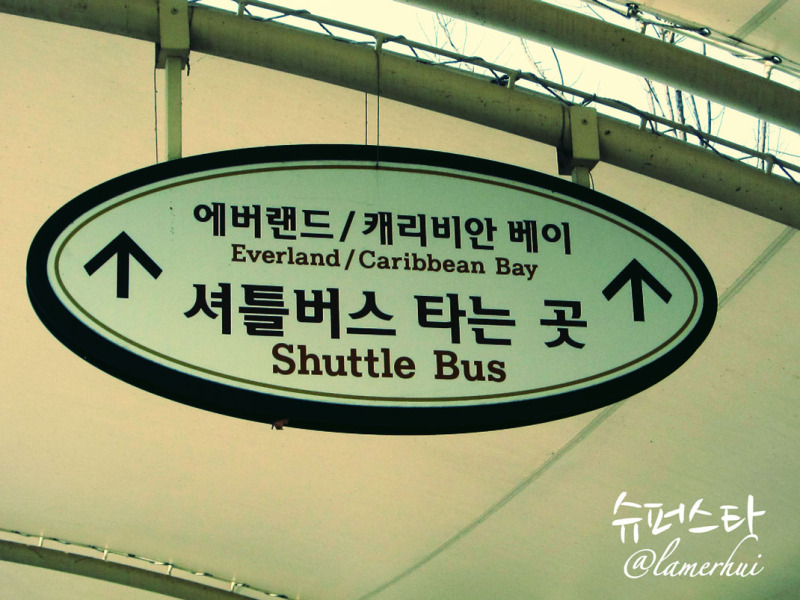 에버랜드/캐리비안 베이
Everland/Caribbean Bay
셔틀버스 타는 곳
Shuttle Bus
슈퍼스타
@lamerhui